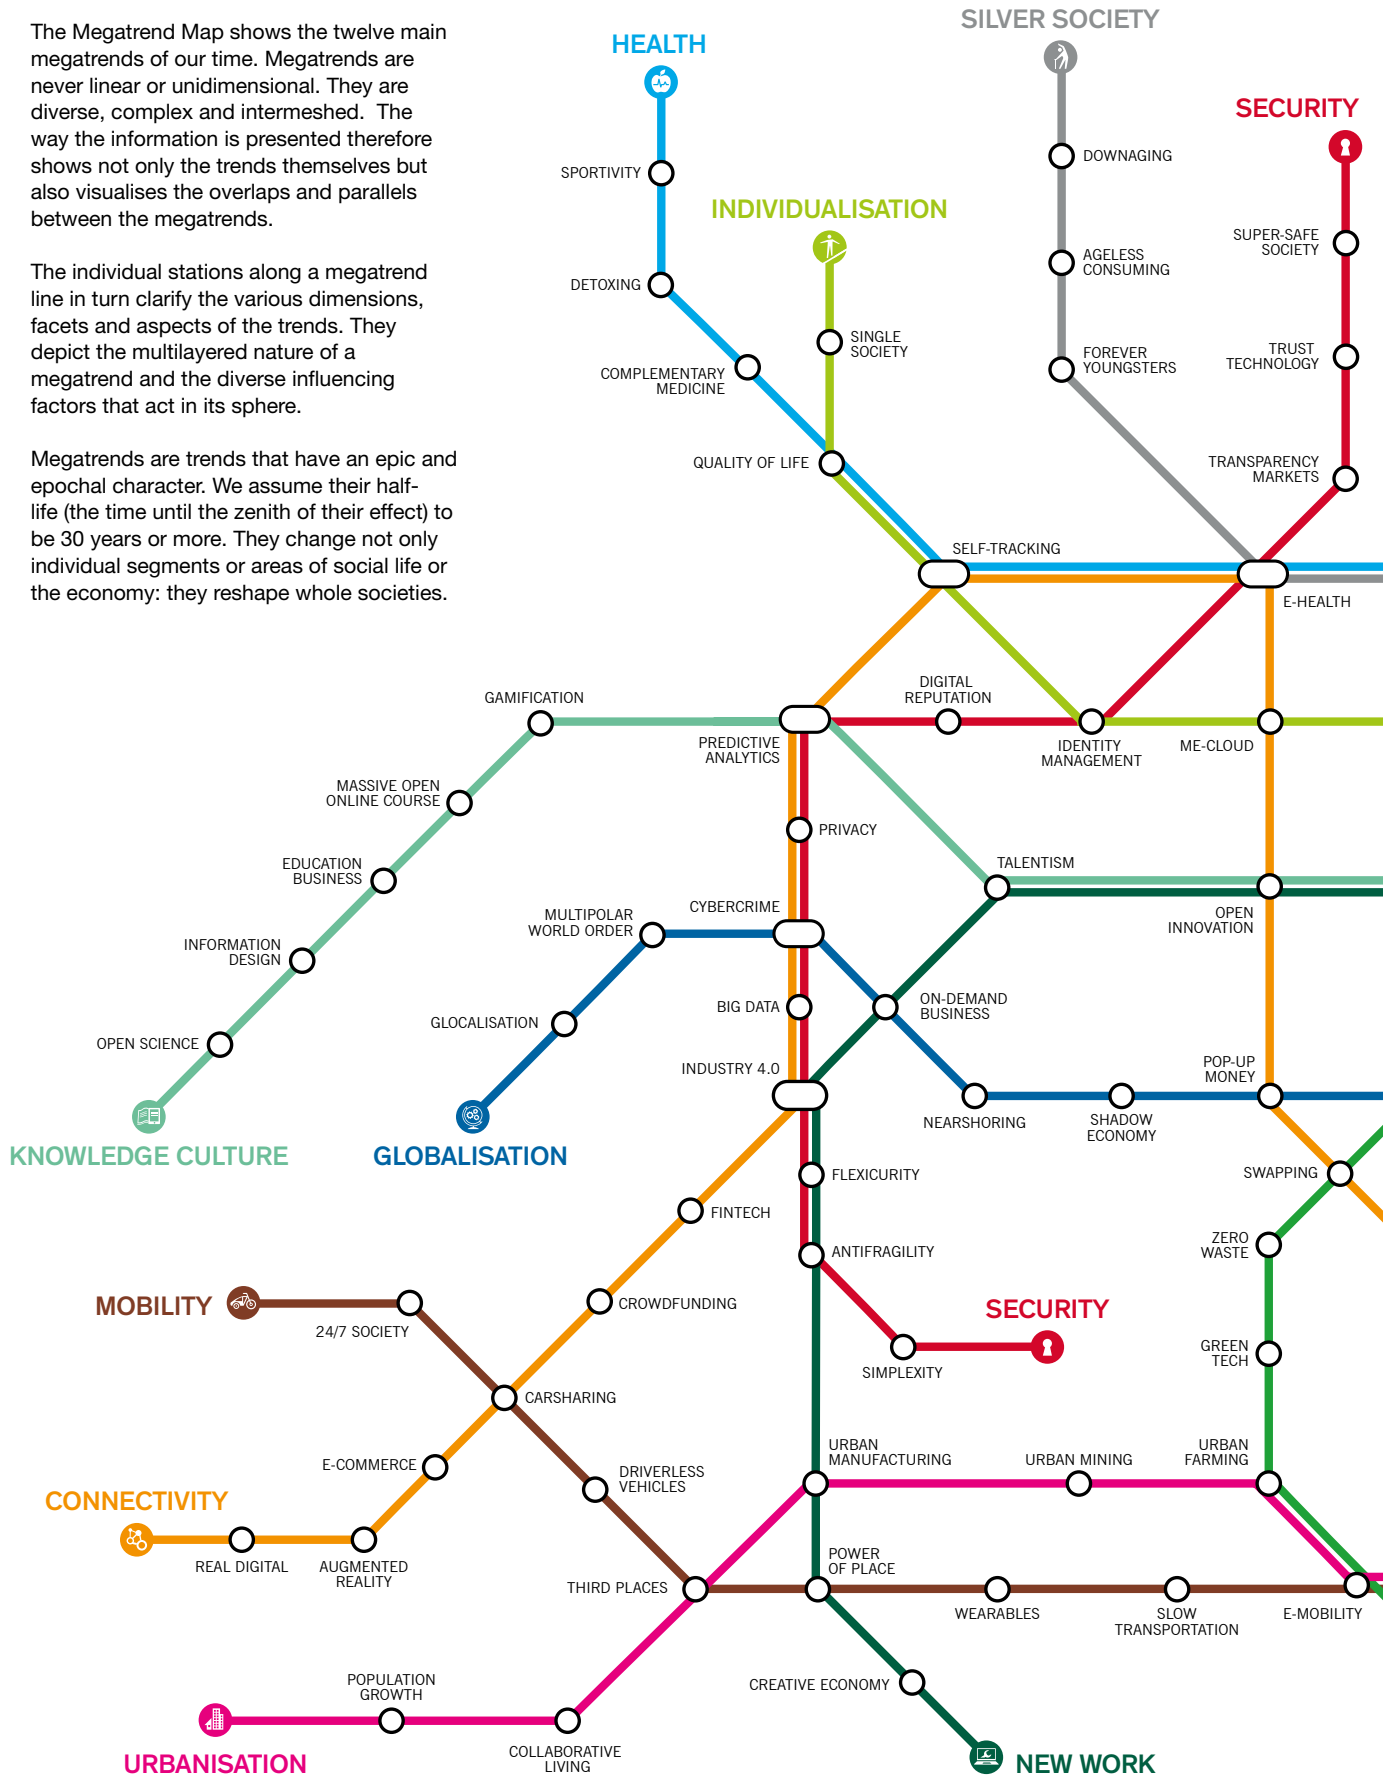 The Megatrend Map shows the twelve main
megatrends of our time. Megatrends are
never linear or unidimensional. They are
diverse, complex and intermeshed. The
way the information is presented therefore
shows not only the trends themselves but
also visualises the overlaps and parallels
between the megatrends.
The individual stations along a megatrend
line in turn clarify the various dimensions,
facets and aspects of the trends. They
depict the multilayered nature of a
megatrend and the diverse influencing
factors that act in its sphere.
Megatrends are trends that have an epic and
epochal character. We assume their half-
life (the time until the zenith of their effect) to
be 30 years or more. They change not only
individual segments or areas of social life or
the economy: they reshape whole societies.
SILVER SOCIETY
HEALTH
SECURITY
DOWNAGING
SPORTIVITY
INDIVIDUALISATION
SUPER-SAFE
SOCIETY
AGELESS
CONSUMING
DETOXING
SINGLE
SOCIETY
FOREVER
YOUNGSTERS
TRUST
TECHNOLOGY
COMPLEMENTARY
MEDICINE
QUALITY OF LIFE
TRANSPARENCY
MARKETS
SELF-TRACKING
E-HEALTH
GAMIFICATION
DIGITAL
REPUTATION
PREDICTIVE
ANALYTICS
IDENTITY
MANAGEMENT
ME-CLOUD
MASSIVE OPEN
ONLINE COURSE
PRIVACY
EDUCATION
BUSINESS
TALENTISM
CYBERCRIME
MULTIPOLAR
WORLD ORDER
OPEN
INNOVATION
INFORMATION
DESIGN
BIG DATA
ON-DEMAND
BUSINESS
GLOCALISATION
OPEN SCIENCE
INDUSTRY 4.0
POP-UP
MONEY
NEARSHORING
SHADOW
ECONOMY
KNOWLEDGE CULTURE
GLOBALISATION
FLEXICURITY
SWAPPING
FINTECH
ZERO
WASTE
ANTIFRAGILITY
MOBILITY
24/7 SOCIETY
CROWDFUNDING
SECURITY
SIMPLEXITY
GREEN
TECH
CARSHARING
E-COMMERCE
DRIVERLESS
VEHICLES
URBAN
MANUFACTURING
URBAN MINING
URBAN
FARMING
CONNECTIVITY
REAL DIGITAL
AUGMENTED
REALITY
THIRD PLACES
POWER
OF PLACE
WEARABLES
SLOW
TRANSPORTATION
E-MOBILITY
POPULATION
GROWTH
CREATIVE ECONOMY
COLLABORATIVE
LIVING
URBANISATION
NEW WORK